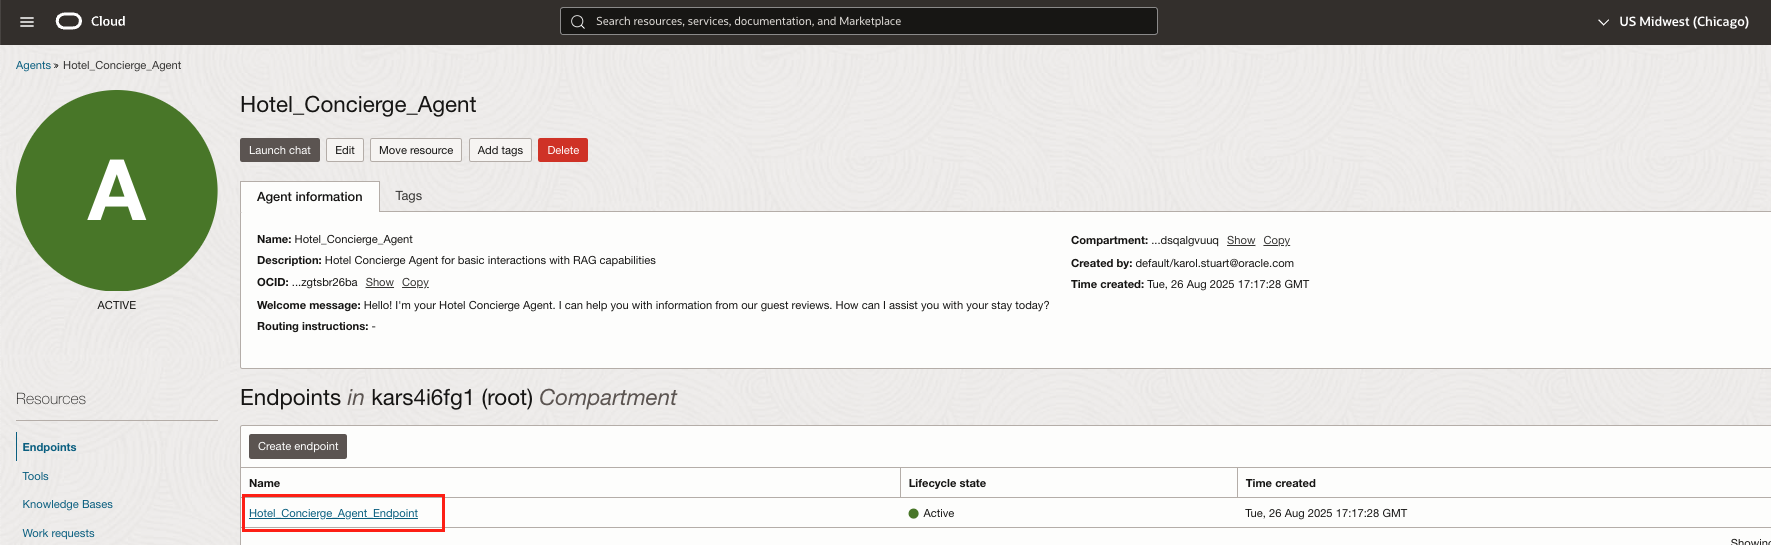 Cloud
Search resources, services, documentation, and Marketplace
US Midwest (Chicago)
Agents » Hotel_Concierge_Agent
A
ACTIVE
Hotel_Concierge_Agent
Launch chat Edit Move resource Add tags Delete
Agent information Tags
Name: Hotel_Concierge_Agent
Description: Hotel Concierge Agent for basic interactions with RAG capabilities
OCID: ...zgtsbr26ba Show Copy
Welcome message: Hello! I'm your Hotel Concierge Agent. I can help you with information from our guest reviews. How can I assist you with your stay today?
Routing instructions: -
Compartment: ...dsqalgvuuq Show Copy
Created by: default/karol.stuart@oracle.com
Time created: Tue, 26 Aug 2025 17:17:28 GMT
Resources
Endpoints
Tools
Knowledge Bases
Work requests
Endpoints in kars4i6fg1 (root) Compartment
Create endpoint
Name Lifecycle state Time created
Hotel_Concierge_Agent_Endpoint Active Tue, 26 Aug 2025 17:17:28 GMT